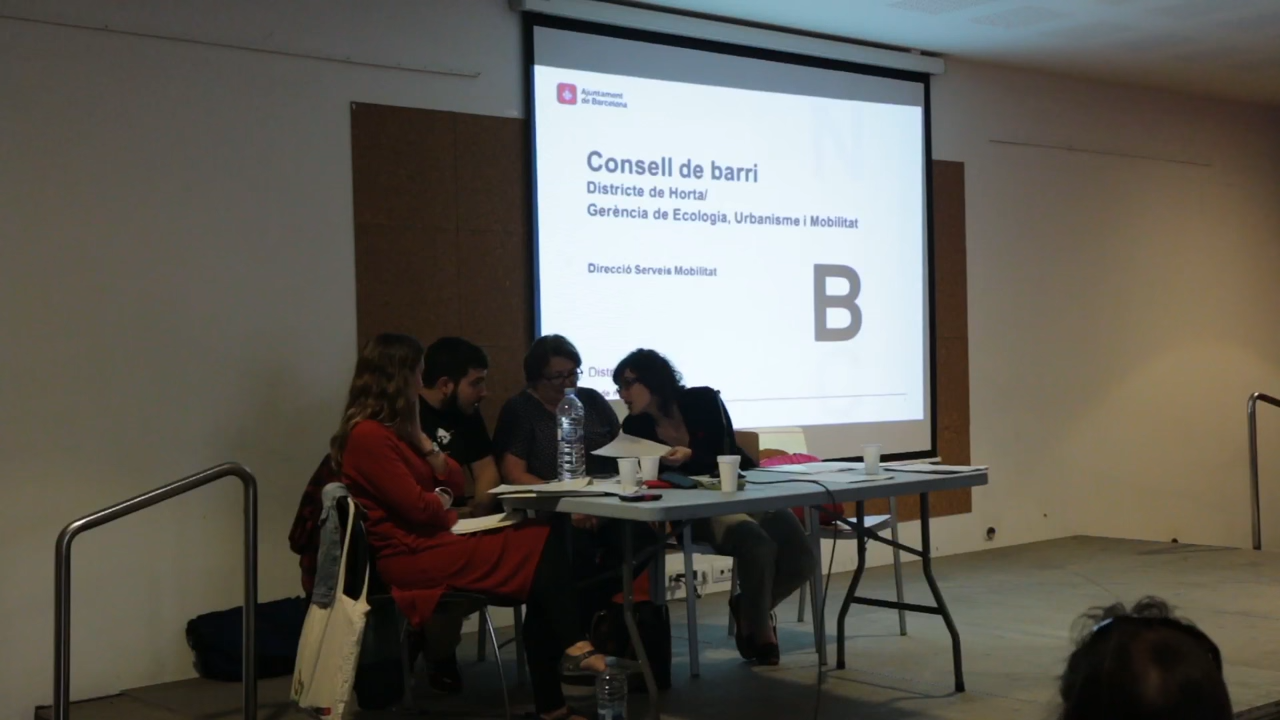 Ajuntament
de Barcelona
Consell de barri
Districte de Horta/
Gerència de Ecologia, Urbanisme i Mobilitat
Direcció Serveis Mobilitat
B